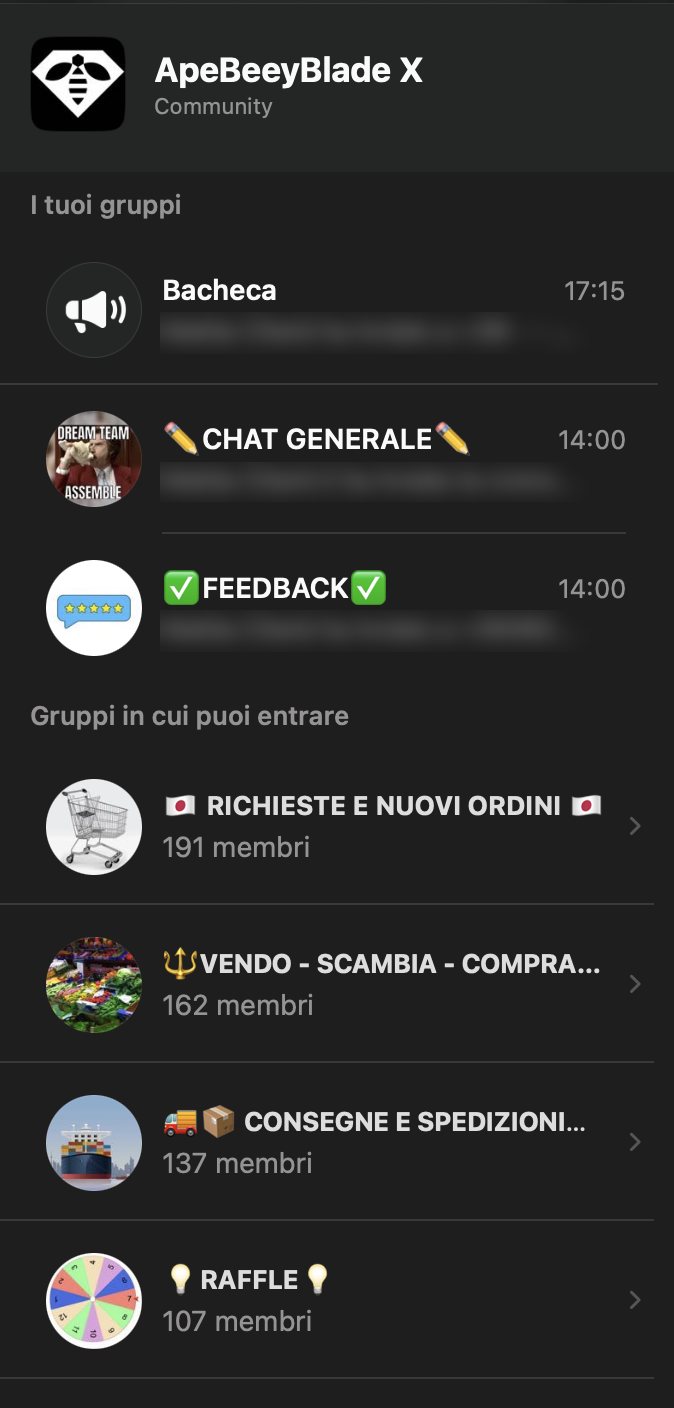 ApeBeeyBlade X
Community
I tuoi gruppi
Bacheca
17:15
DREAM TEAM
ASSEMBLE
✏️CHAT GENERALE✏️
14:00
✅FEEDBACK✅
14:00
Gruppi in cui puoi entrare
🇯🇵 RICHIESTE E NUOVI ORDINI 🇯🇵
191 membri
🔱VENDO - SCAMBIA - COMPRA...
162 membri
🚚📦 CONSEGNE E SPEDIZIONI...
137 membri
💡RAFFLE💡
107 membri